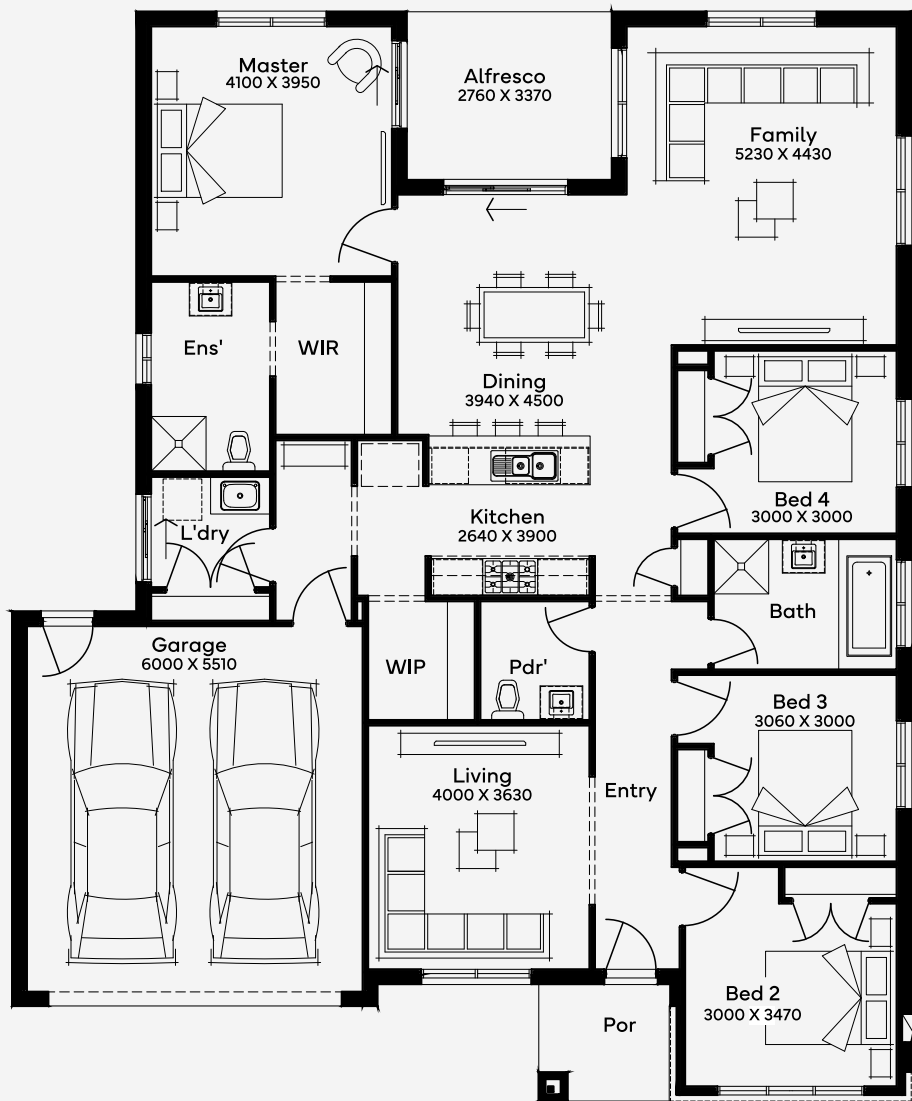 Master
4100 X 3950
Alfresco
2760 X 3370
Family
5230 X 4430
Ens'
WIR
Dining
3940 X 4500
Bed 4
3000 X 3000
L'dry
Kitchen
2640 X 3900
Bath
Garage
6000 X 5510
WIP
Pdr'
Bed 3
3060 X 3000
Living
4000 X 3630
Entry
Bed 2
3000 X 3470
Por